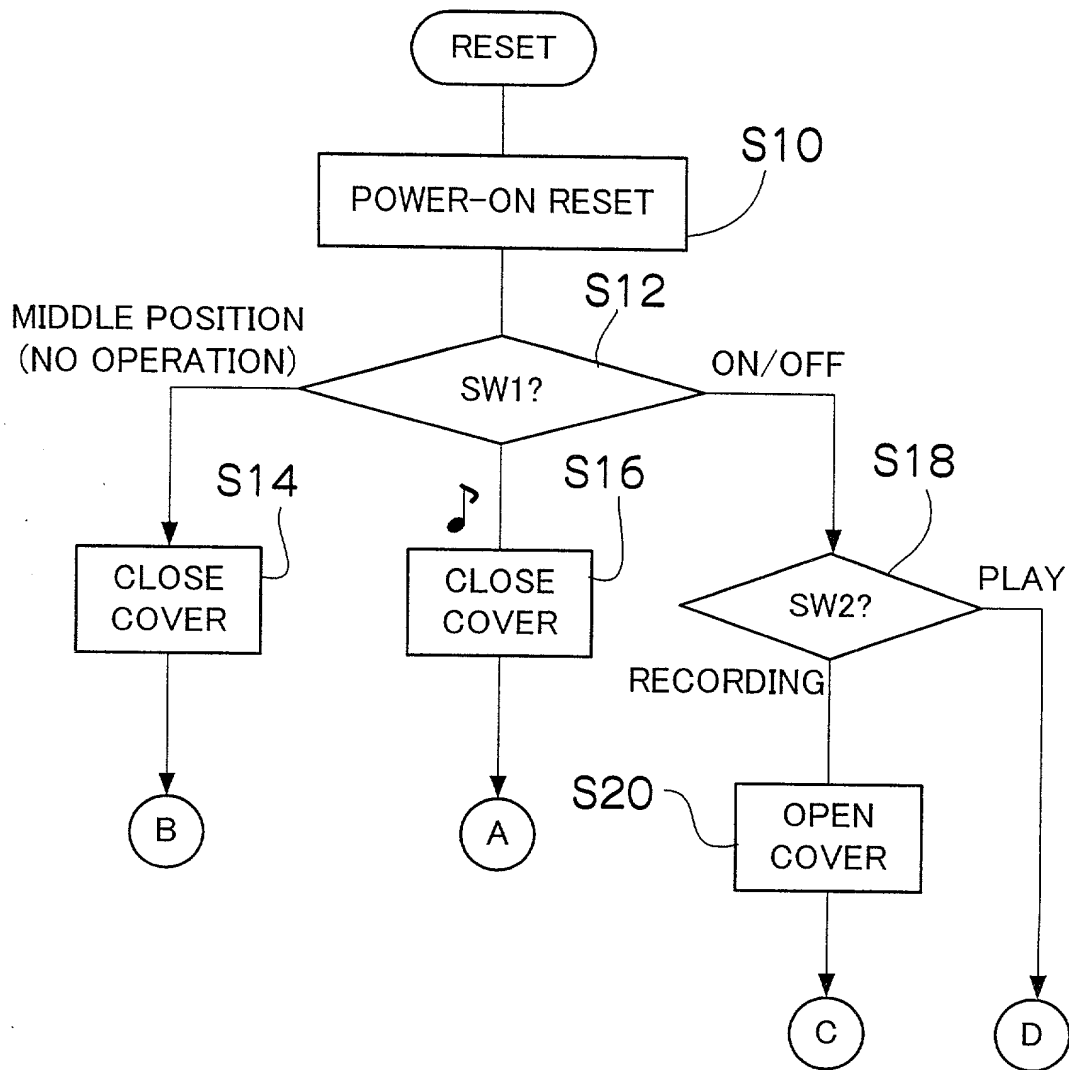 RESET
S10
POWER-ON RESET
S12
MIDDLE POSITION
(NO OPERATION)
SW1?
ON/OFF
S14
♪
S16
S18
CLOSE
COVER
CLOSE
COVER
SW2?
PLAY
RECORDING
S20
OPEN
COVER
B
A
C
D